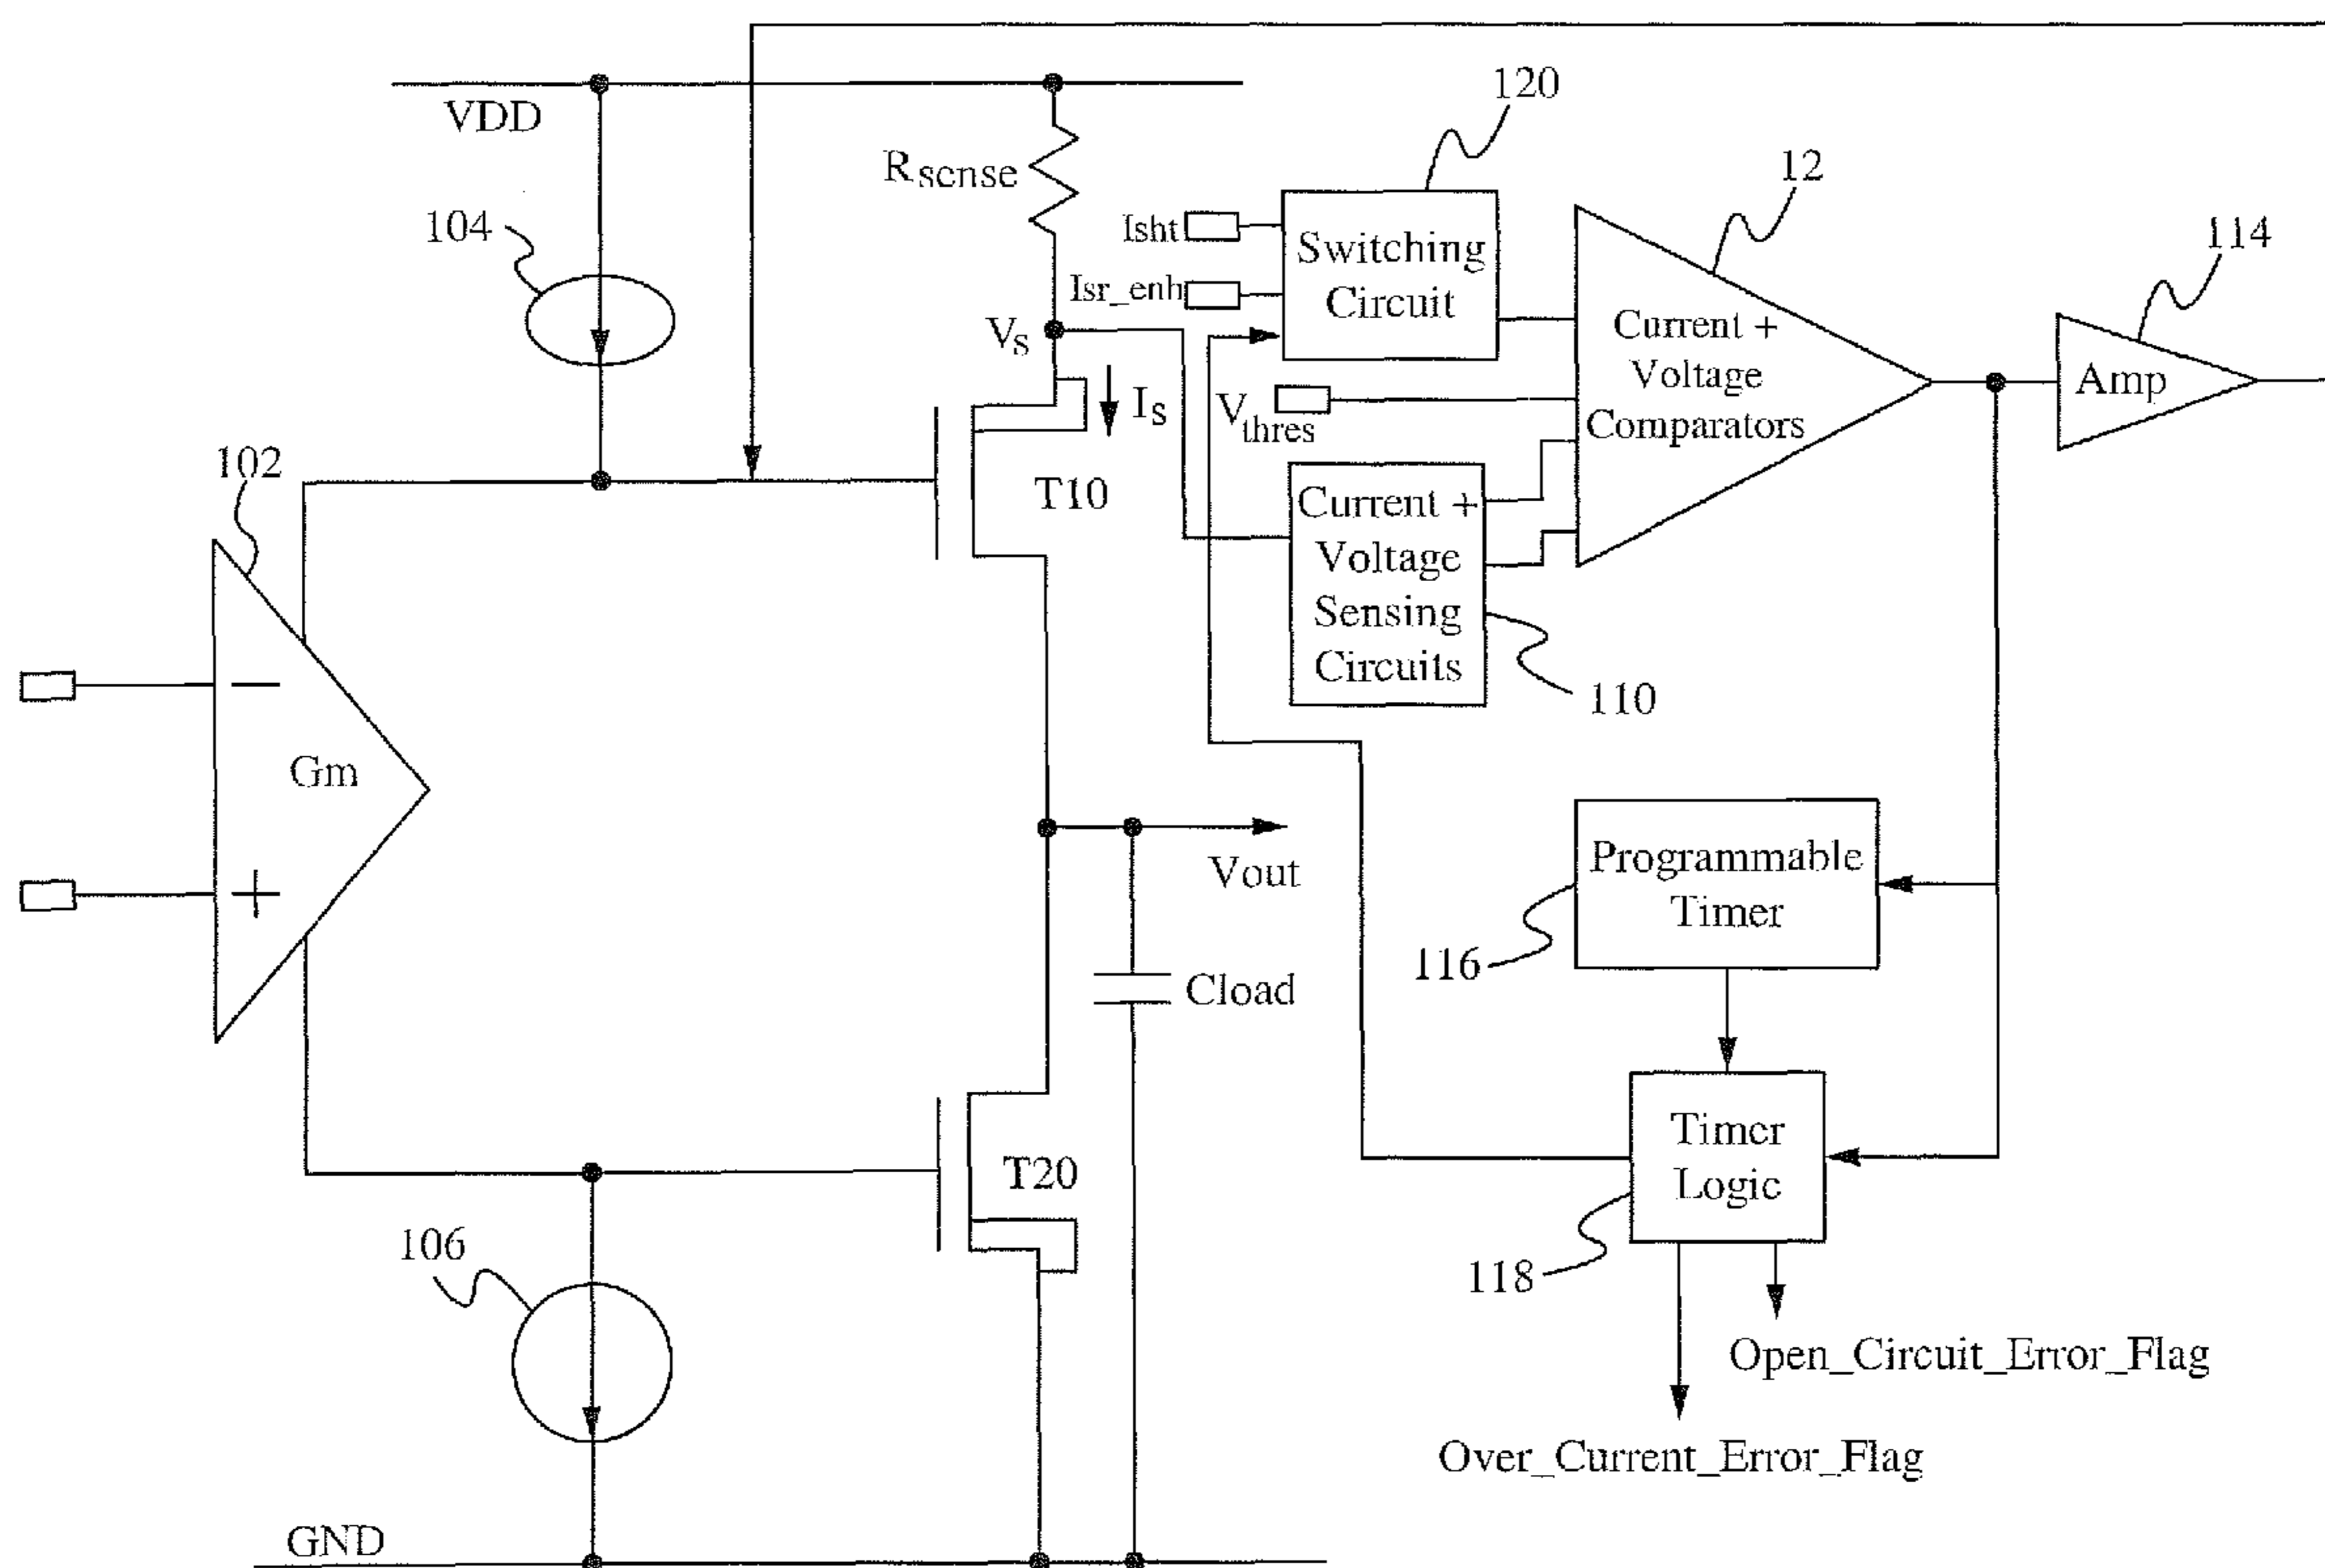 VDD
120
Rsense
12
104
Isht
Switching
Circuit
114
Isr_enh
Vs
Current +
Voltage
Comparators
Amp
Is
Vthres
102
T10
Current +
Voltage
Sensing
Circuits
110
−
Gm
+
Vout
Programmable
Timer
116
Cload
Timer
Logic
T20
106
118
Open_Circuit_Error_Flag
Over_Current_Error_Flag
GND